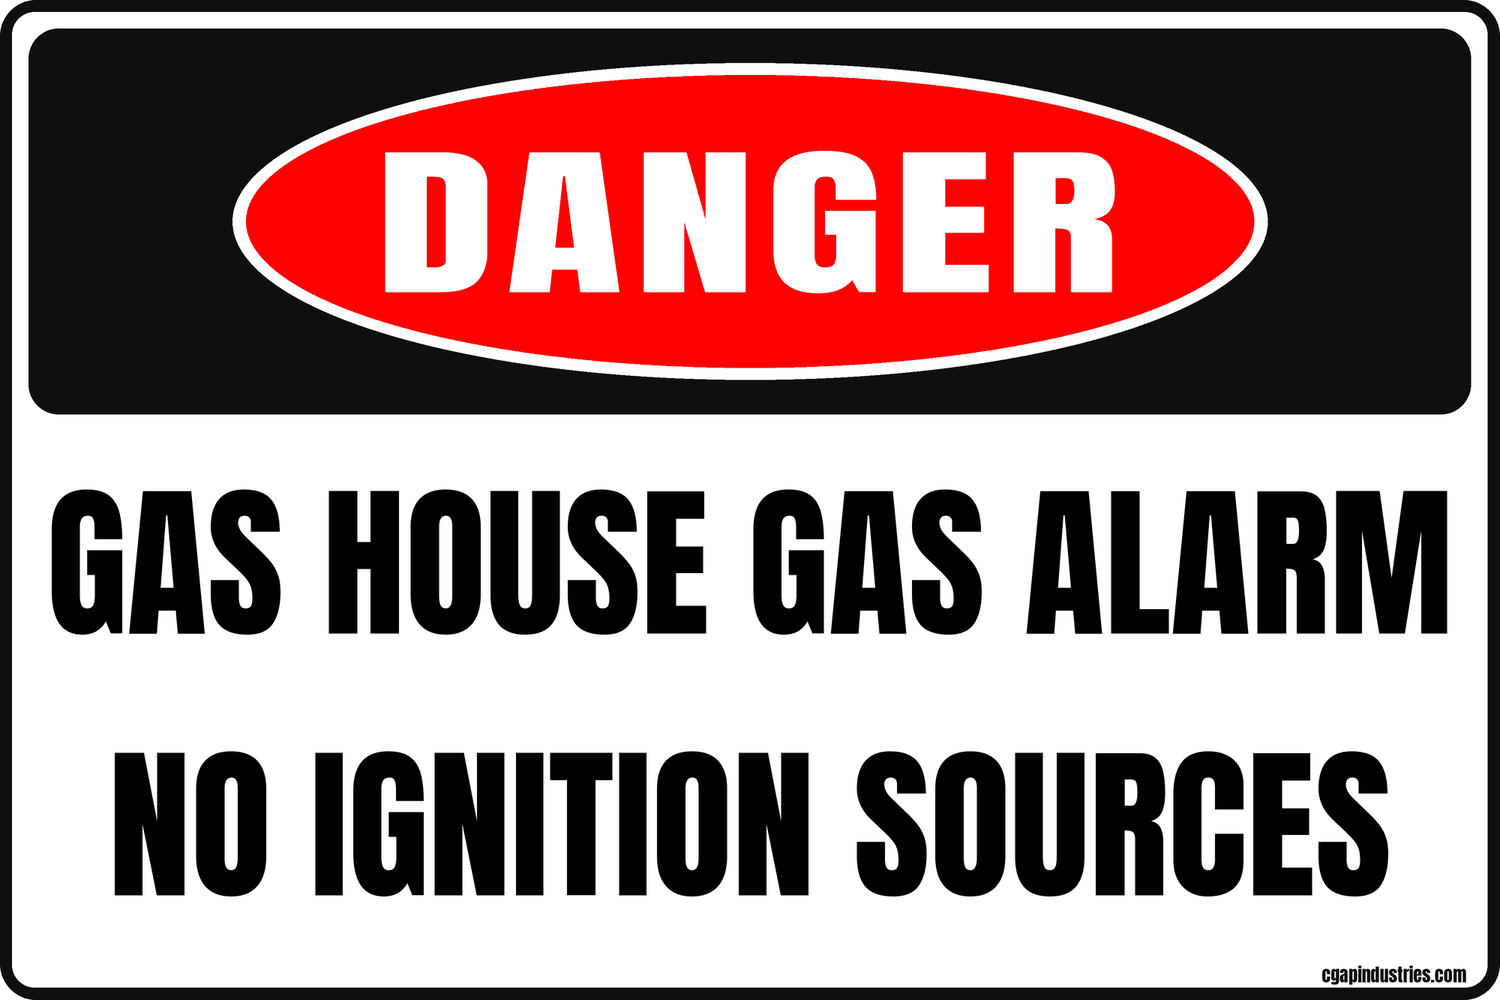 DANGER
GAS HOUSE GAS ALARM
NO IGNITION SOURCES
cgapindustries.com